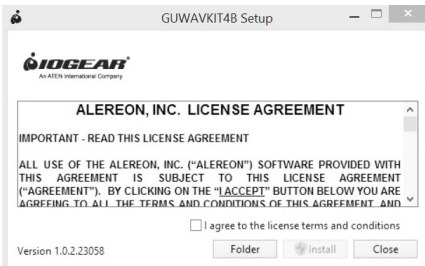 GUWAVKIT4B Setup
IOGEAR®
An ATEN International Company
ALEREON, INC. LICENSE AGREEMENT
IMPORTANT - READ THIS LICENSE AGREEMENT
ALL USE OF THE ALEREON, INC. ("ALEREON") SOFTWARE PROVIDED WITH
THIS AGREEMENT IS SUBJECT TO THIS LICENSE AGREEMENT
("AGREEMENT"). BY CLICKING ON THE "I ACCEPT" BUTTON BELOW YOU ARE
AGREEING TO ALL THE TERMS AND CONDITIONS OF THIS AGREEMENT AND
I agree to the license terms and conditions
Version 1.0.2.23058
Folder
Install
Close